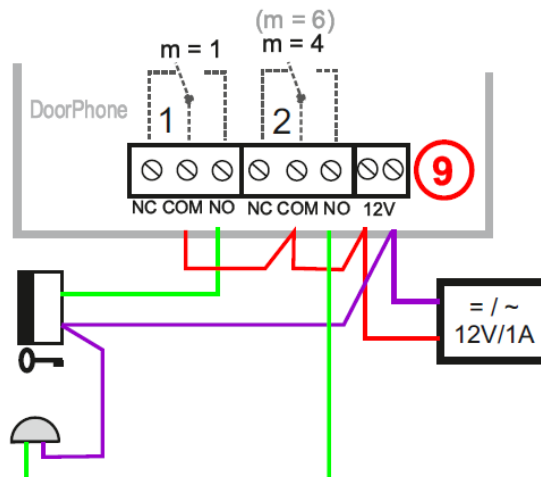 (m = 6)
m = 1
m = 4
DoorPhone
1
2
9
NC COM NO
NC COM NO
12V
= / ~
12V/1A